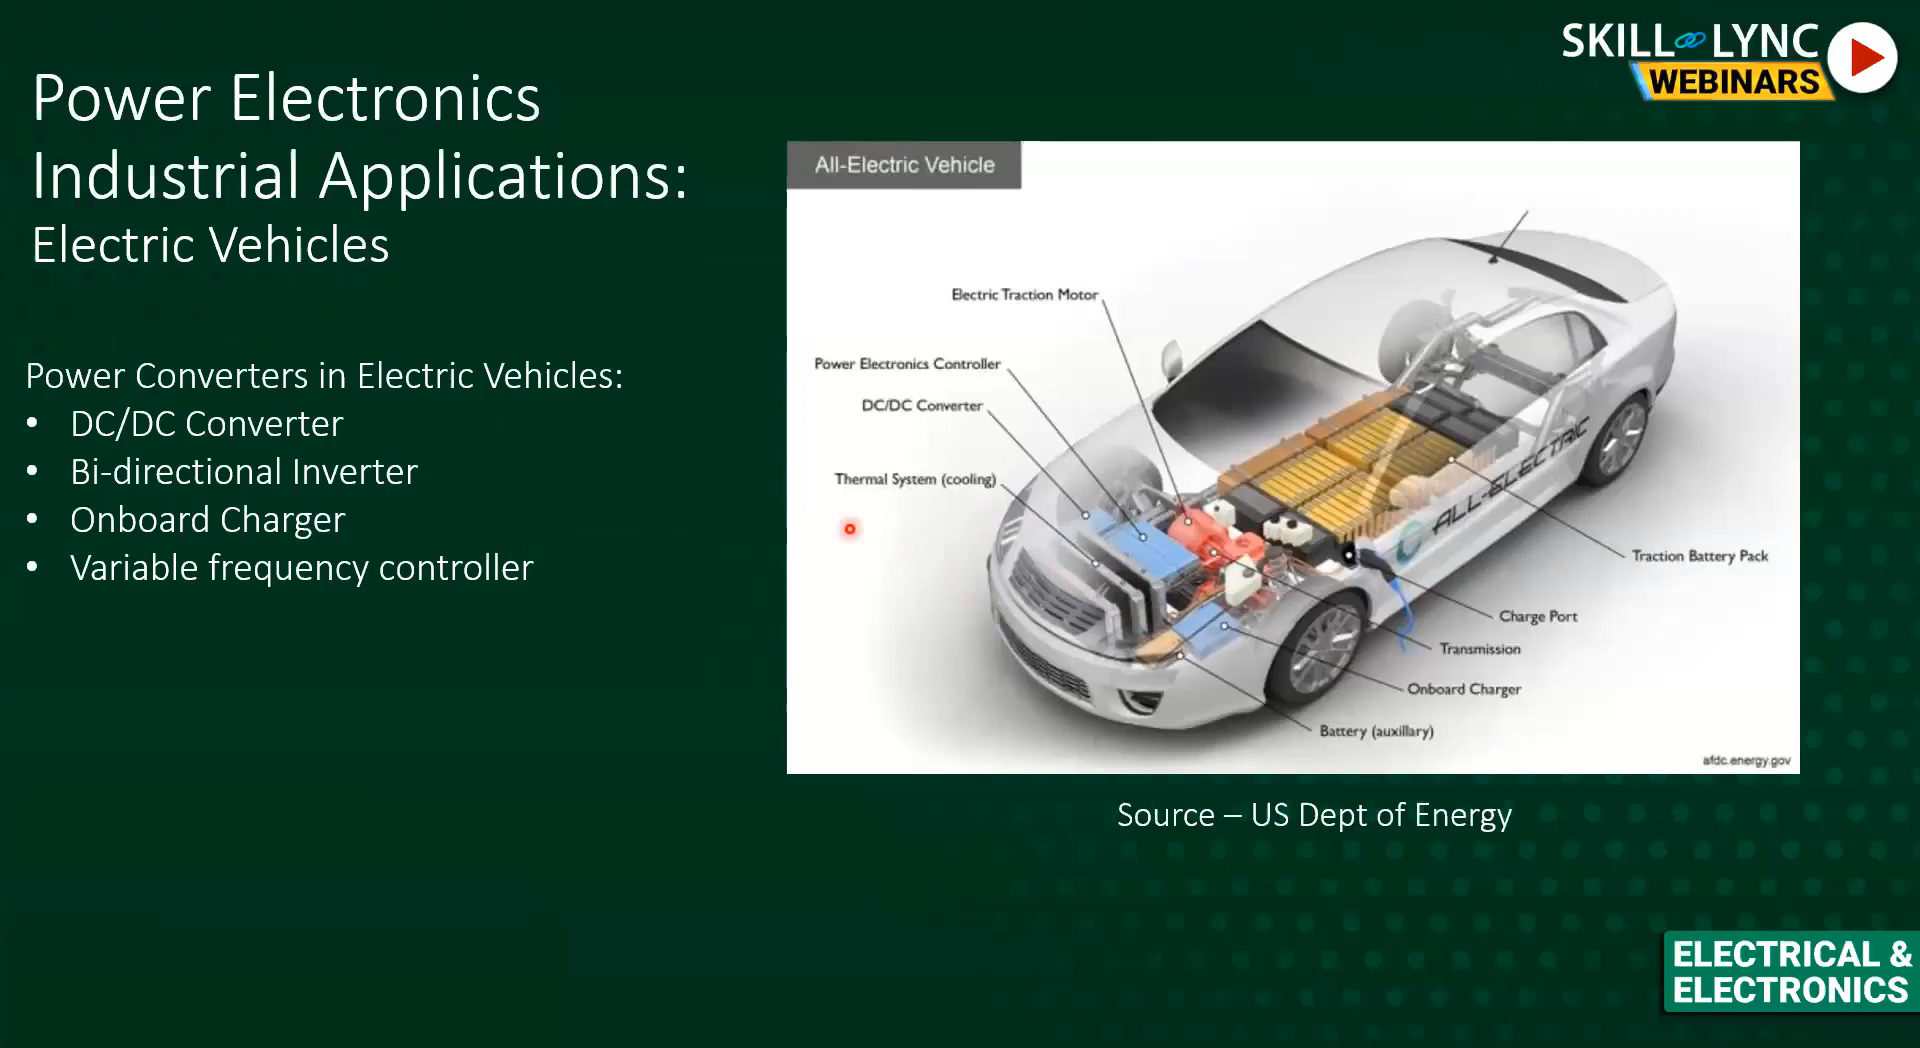 SKILL LYNC
WEBINARS
Power Electronics
Industrial Applications:
Electric Vehicles
Power Converters in Electric Vehicles:
• DC/DC Converter
• Bi-directional Inverter
• Onboard Charger
• Variable frequency controller
All-Electric Vehicle
Electric Traction Motor
Power Electronics Controller
DC/DC Converter
Thermal System (cooling)
ALL-ELECTRIC
Traction Battery Pack
Charge Port
Transmission
Onboard Charger
Battery (auxillary)
afdc.energy.gov
Source – US Dept of Energy
ELECTRICAL &
ELECTRONICS